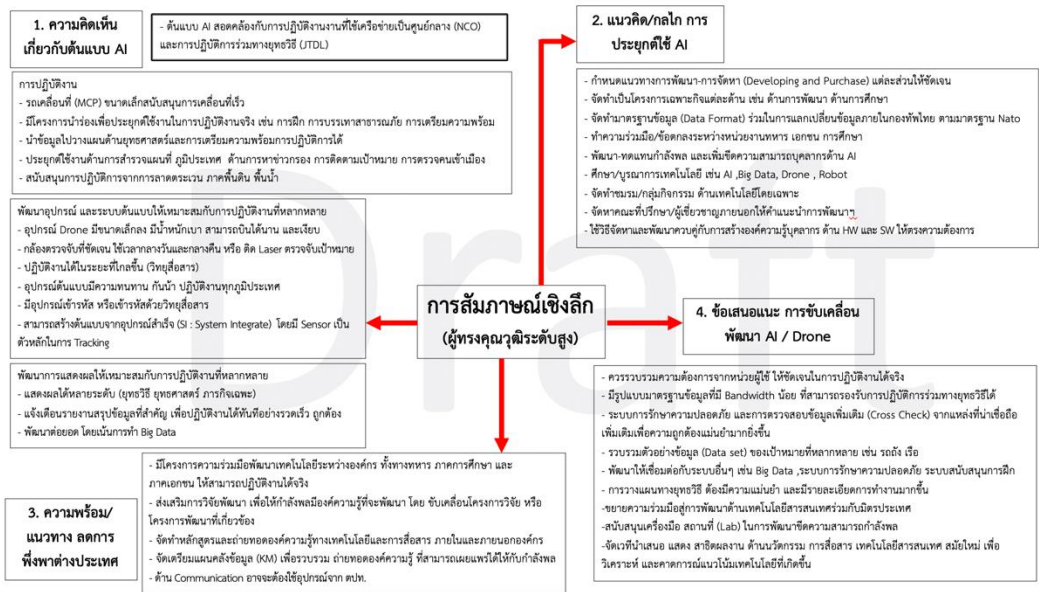 1. ความคิดเห็น
เกี่ยวกับต้นแบบ AI
- ต้นแบบ AI สอดคล้องกับการปฏิบัติงานงานที่ใช้เครือข่ายเป็นศูนย์กลาง (NCO)
และการปฏิบัติการร่วมทางยุทธวิธี (JTDL)
การปฏิบัติงาน
- รถเคลื่อนที่ (MCP) ขนาดเล็กสนับสนุนการเคลื่อนที่เร็ว
- มีโครงการนำร่องเพื่อประยุกต์ใช้งานในการปฏิบัติงานจริง เช่น การฝึก การบรรเทาสาธารณภัย การเตรียมความพร้อม
- นำข้อมูลไปวางแผนด้านยุทธศาสตร์และการเตรียมความพร้อมการปฏิบัติการได้
- ประยุกต์ใช้งานด้านการสำรวจแผนที่ ภูมิประเทศ ด้านการหาข่าวกรอง การติดตามเป้าหมาย การตรวจคนเข้าเมือง
- สนับสนุนการปฏิบัติการจากการลาดตระเวน ภาคพื้นดิน พื้นน้ำ
พัฒนาอุปกรณ์ และระบบต้นแบบให้เหมาะสมกับการปฏิบัติงานที่หลากหลาย
- อุปกรณ์ Drone มีขนาดเล็กลง มีน้ำหนักเบา สามารถบินได้นาน และเงียบ
- กล้องตรวจจับที่ชัดเจน ใช้เวลากลางวันและกลางคืน หรือ ติด Laser ตรวจจับเป้าหมาย
- ปฏิบัติงานได้ในระยะที่ไกลขึ้น (วิทยุสื่อสาร)
- อุปกรณ์ต้นแบบมีความทนทาน กันน้ำ ปฏิบัติงานทุกภูมิประเทศ
- มีอุปกรณ์เข้ารหัส หรือเข้ารหัสด้วยวิทยุสื่อสาร
- สามารถสร้างต้นแบบจากอุปกรณ์สำเร็จ (SI : System Integrate) โดยมี Sensor เป็น
ตัวหลักในการ Tracking
พัฒนาการแสดงผลให้เหมาะสมกับการปฏิบัติงานที่หลากหลาย
- แสดงผลได้หลายระดับ (ยุทธวิธี ยุทธศาสตร์ ภารกิจเฉพาะ)
- แจ้งเตือนรายงานสรุปข้อมูลที่สำคัญ เพื่อปฏิบัติงานได้ทันทีอย่างรวดเร็ว ถูกต้อง
- พัฒนาต่อยอด โดยเน้นการทำ Big Data
การสัมภาษณ์เชิงลึก
(ผู้ทรงคุณวุฒิระดับสูง)
2. แนวคิด/กลไก การ
ประยุกต์ใช้ AI
- กำหนดแนวทางการพัฒนา-การจัดหา (Developing and Purchase) แต่ละส่วนให้ชัดเจน
- จัดทำเป็นโครงการเฉพาะกิจแต่ละด้าน เช่น ด้านการพัฒนา ด้านการศึกษา
- จัดทำมาตรฐานข้อมูล (Data Format) ร่วมในการแลกเปลี่ยนข้อมูลภายในกองทัพไทย ตามมาตรฐาน Nato
- ทำความร่วมมือ/ข้อตกลงระหว่างหน่วยงานทหาร เอกชน การศึกษา
- พัฒนา-ทดแทนกำลังพล และเพิ่มขีดความสามารถบุคลากรด้าน AI
- ศึกษา/บูรณาการเทคโนโลยี เช่น AI ,Big Data, Drone , Robot
- จัดทำชมรม/กลุ่มกิจกรรม ด้านเทคโนโลยีโดยเฉพาะ
- จัดหาคณะที่ปรึกษา/ผู้เชี่ยวชาญภายนอกให้คำแนะนำการพัฒนาฯ
- ใช้วิธีจัดหาและพัฒนาควบคู่กับการสร้างองค์ความรู้บุคลากร ด้าน HW และ SW ให้ตรงความต้องการ
4. ข้อเสนอแนะ การขับเคลื่อน
พัฒนา AI / Drone
- ควรรวบรวมความต้องการจากหน่วยผู้ใช้ ให้ชัดเจนในการปฏิบัติงานได้จริง
- มีรูปแบบมาตรฐานข้อมูลที่มี Bandwidth น้อย ที่สามารถรองรับการปฏิบัติการร่วมทางยุทธวิธีได้
- ระบบการรักษาความปลอดภัย และการตรวจสอบข้อมูลเพิ่มเติม (Cross Check) จากแหล่งที่น่าเชื่อถือ
เพิ่มเติมเพื่อความถูกต้องแม่นยำมากยิ่งขึ้น
- รวบรวมตัวอย่างข้อมูล (Data set) ของเป้าหมายที่หลากหลาย เช่น รถถัง เรือ
- พัฒนาให้เชื่อมต่อกับระบบอื่นๆ เช่น Big Data ,ระบบการรักษาความปลอดภัย ระบบสนับสนุนการฝึก
- การวางแผนทางยุทธวิธี ต้องมีความแม่นยำ และมีรายละเอียดการทำงานมากขึ้น
-ขยายความร่วมมือสู่การพัฒนาด้านเทคโนโลยีสารสนเทศร่วมกับมิตรประเทศ
-สนับสนุนเครื่องมือ สถานที่ (Lab) ในการพัฒนาขีดความสามารถกำลังพล
-จัดเวทีนำเสนอ แสดง สาธิตผลงาน ด้านนวัตกรรม การสื่อสาร เทคโนโลยีสารสนเทศ สมัยใหม่ เพื่อ
วิเคราะห์ และคาดการณ์แนวโน้มเทคโนโลยีที่เกิดขึ้น
3. ความพร้อม/
แนวทาง ลดการ
พึ่งพาต่างประเทศ
- มีโครงการความร่วมมือพัฒนาเทคโนโลยีระหว่างองค์กร ทั้งทางทหาร ภาคการศึกษา และ
ภาคเอกชน ให้สามารถปฏิบัติงานได้จริง
- ส่งเสริมการวิจัยพัฒนา เพื่อให้กำลังพลมีองค์ความรู้ที่จะพัฒนา โดย ขับเคลื่อนโครงการวิจัย หรือ
โครงการพัฒนาที่เกี่ยวข้อง
- จัดทำหลักสูตรและถ่ายทอดองค์ความรู้ทางเทคโนโลยีและการสื่อสาร ภายในและภายนอกองค์กร
- จัดเตรียมแผนคลังข้อมูล (KM) เพื่อรวบรวม ถ่ายทอดองค์ความรู้ ที่สามารถเผยแพร่ได้ให้กับกำลังพล
- ด้าน Communication อาจจะต้องใช้อุปกรณ์จาก ตปท.
Draft